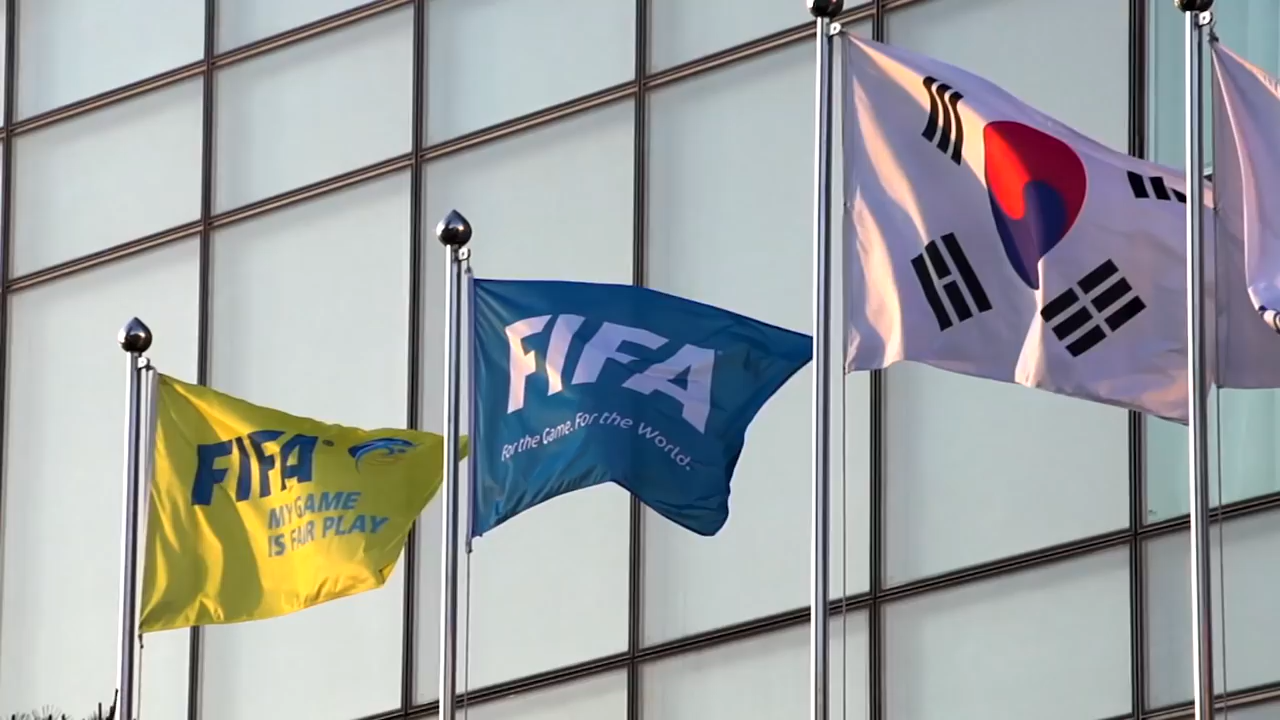 FIFA®
MY GAME
IS FAIR PLAY
FIFA
For the Game. For the World.